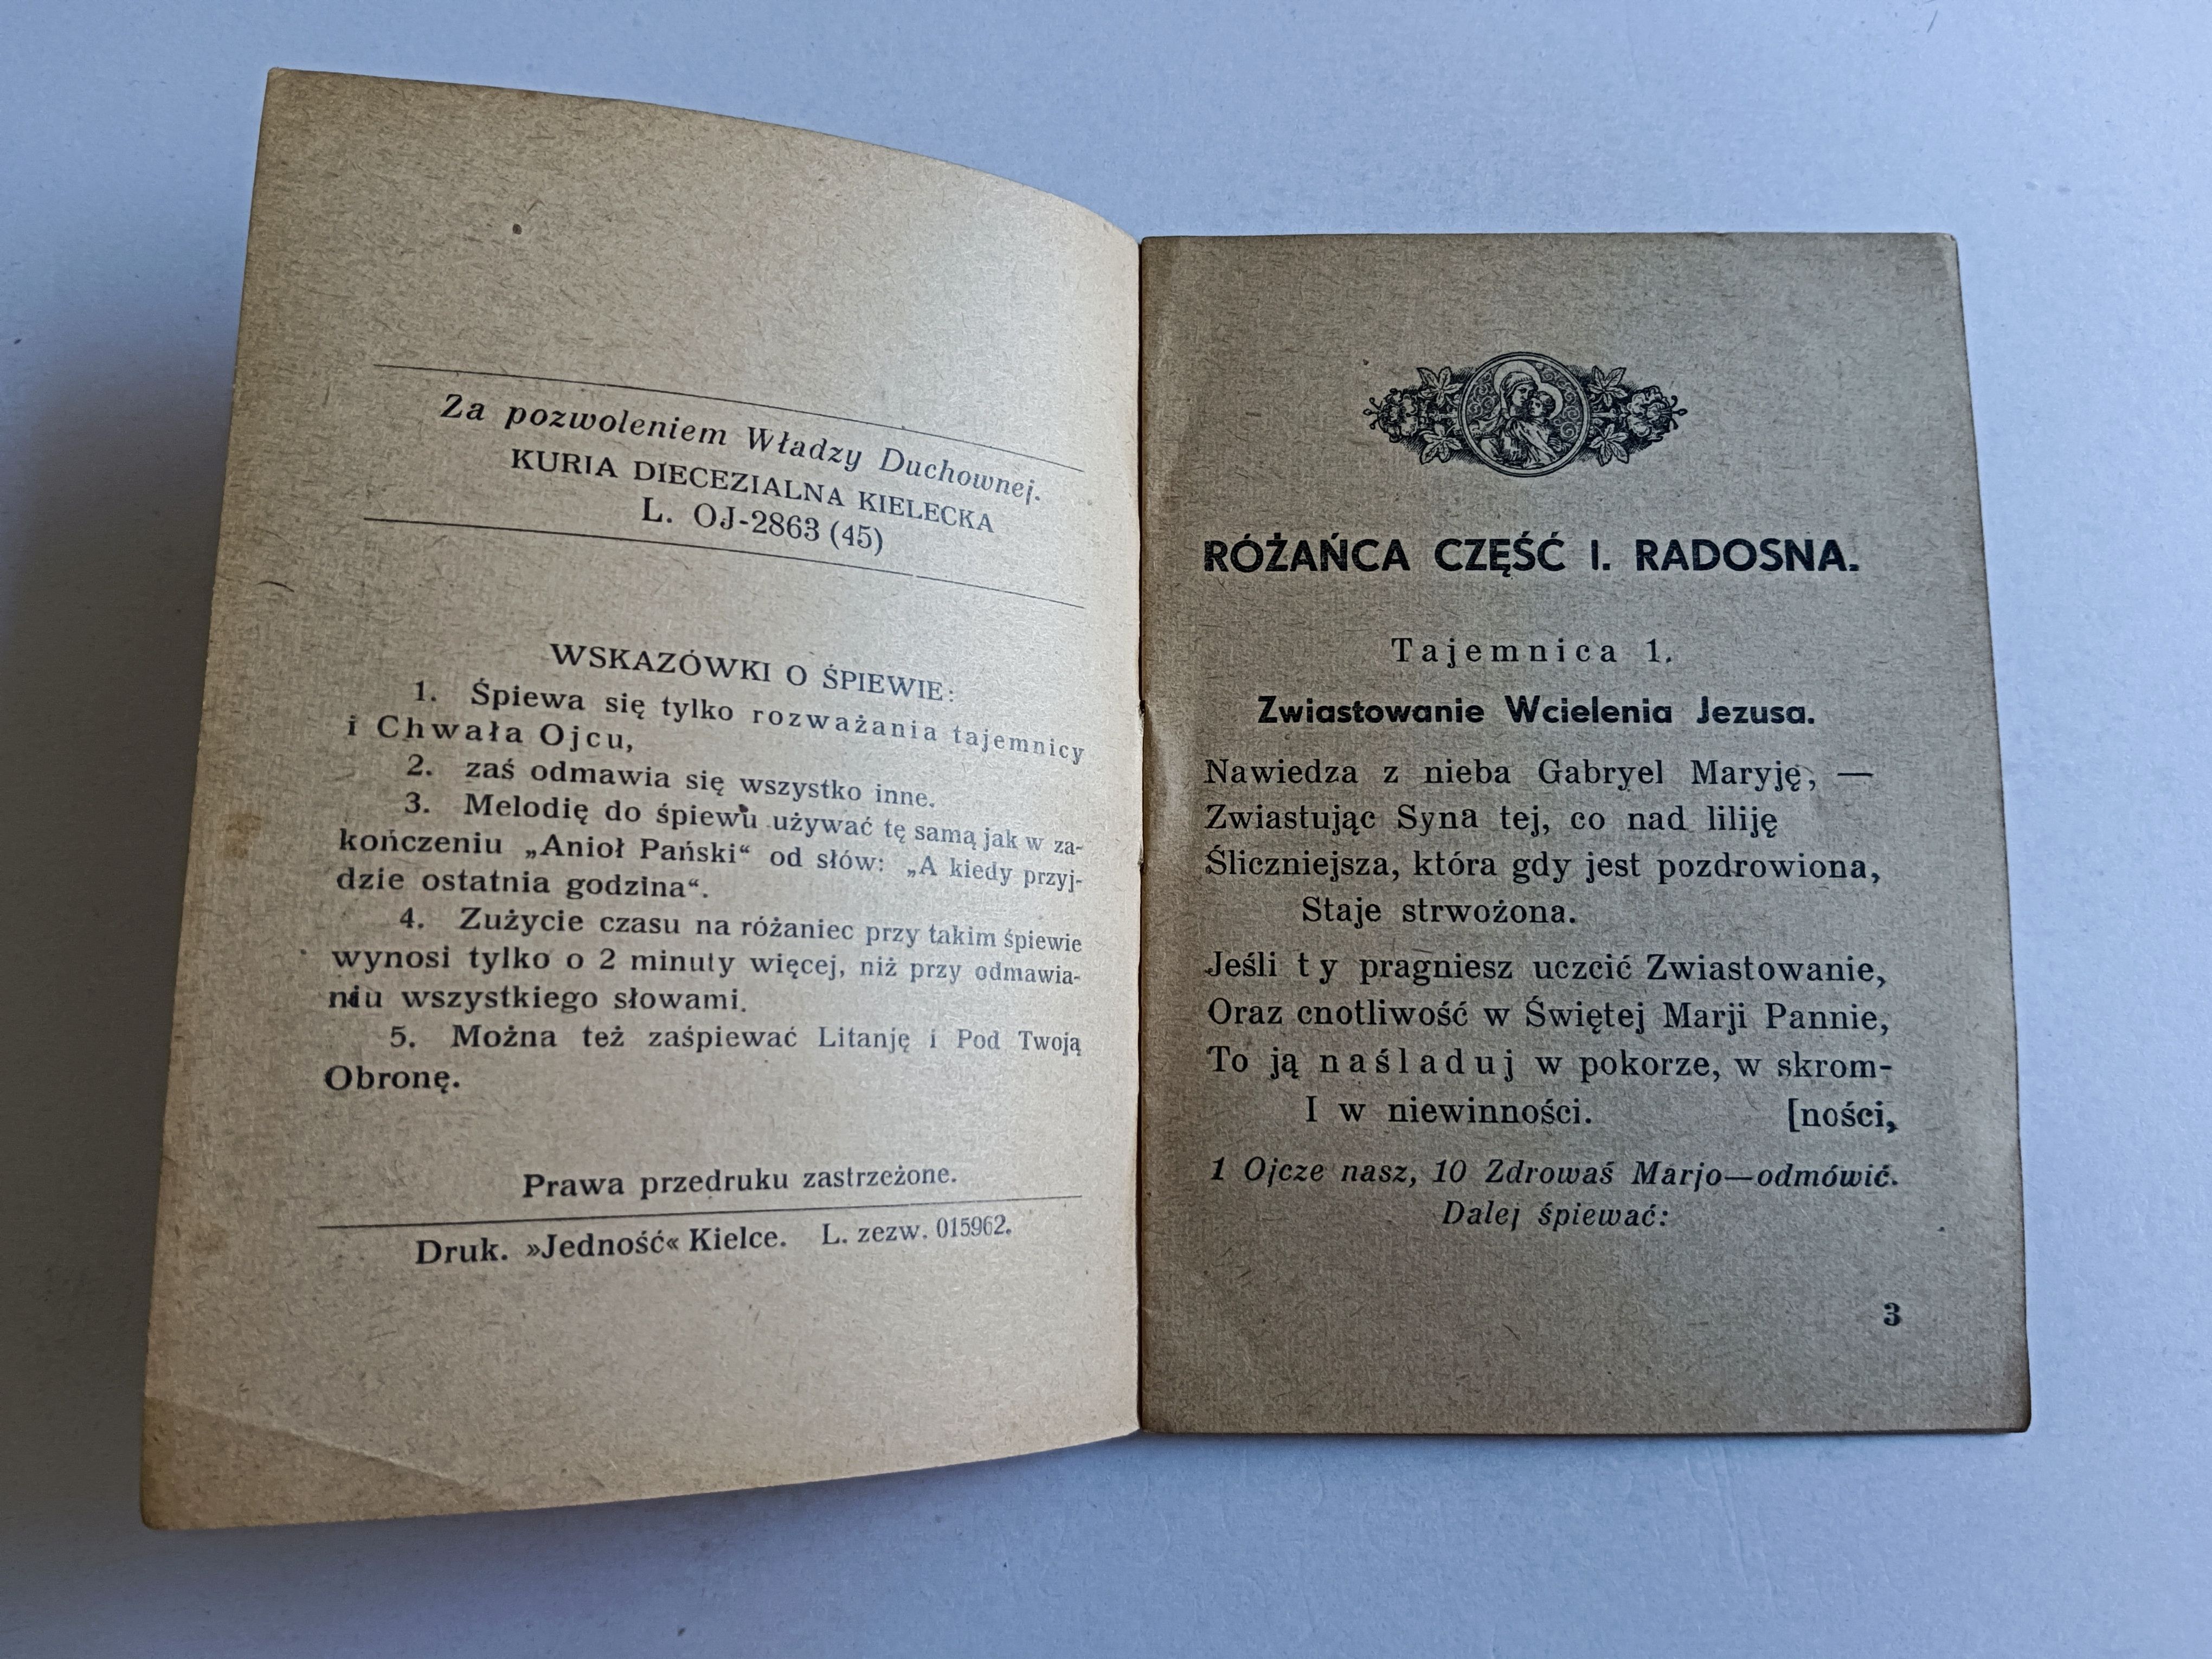 Za pozwoleniem Władzy Duchownej.
KURIA DIECEZIALNA KIELECKA
L. OJ-2863 (45)
WSKAZÓWKI O ŚPIEWIE:
1. Śpiewa się tylko rozważania tajemnicy
i Chwała Ojcu,
2. zaś odmawia się wszystko inne.
3. Melodię do śpiewu używać tę samą jak w za-
kończeniu „Anioł Pański“ od słów: „A kiedy przyj-
dzie ostatnia godzina“.
4. Zużycie czasu na różaniec przy takim śpiewie
wynosi tylko o 2 minuty więcej, niż przy odmawia-
niu wszystkiego słowami.
5. Można też zaśpiewać Litanję i Pod Twoją
Obronę.
Prawa przedruku zastrzeżone.
Druk. »Jedność« Kielce. L. zezw. 015962.
RÓŻAŃCA CZĘŚĆ I. RADOSNA.
Tajemnica 1.
Zwiastowanie Wcielenia Jezusa.
Nawiedza z nieba Gabryel Maryję, —
Zwiastując Syna tej, co nad liliję
Śliczniejsza, która gdy jest pozdrowiona,
Staje strwożona.
Jeśli ty pragniesz uczcić Zwiastowanie,
Oraz cnotliwość w Świętej Marji Pannie,
To ją naśladuj w pokorze, w skrom-
I w niewinności. [ności,
1 Ojcze nasz, 10 Zdrowaś Marjo—odmówić.
Dalej śpiewać:
3